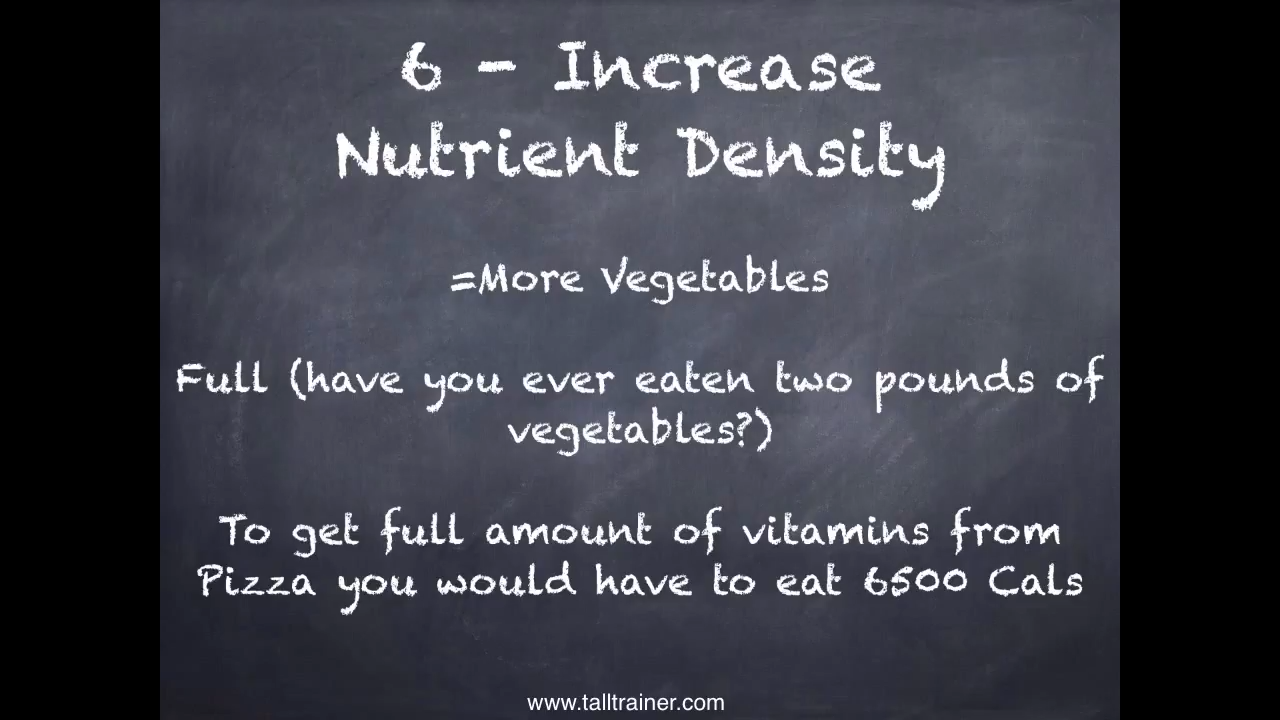 6 - Increase
Nutrient Density
=More Vegetables
Full (have you ever eaten two pounds of
vegetables?)
To get full amount of vitamins from
Pizza you would have to eat 6500 Cals
www.talltrainer.com